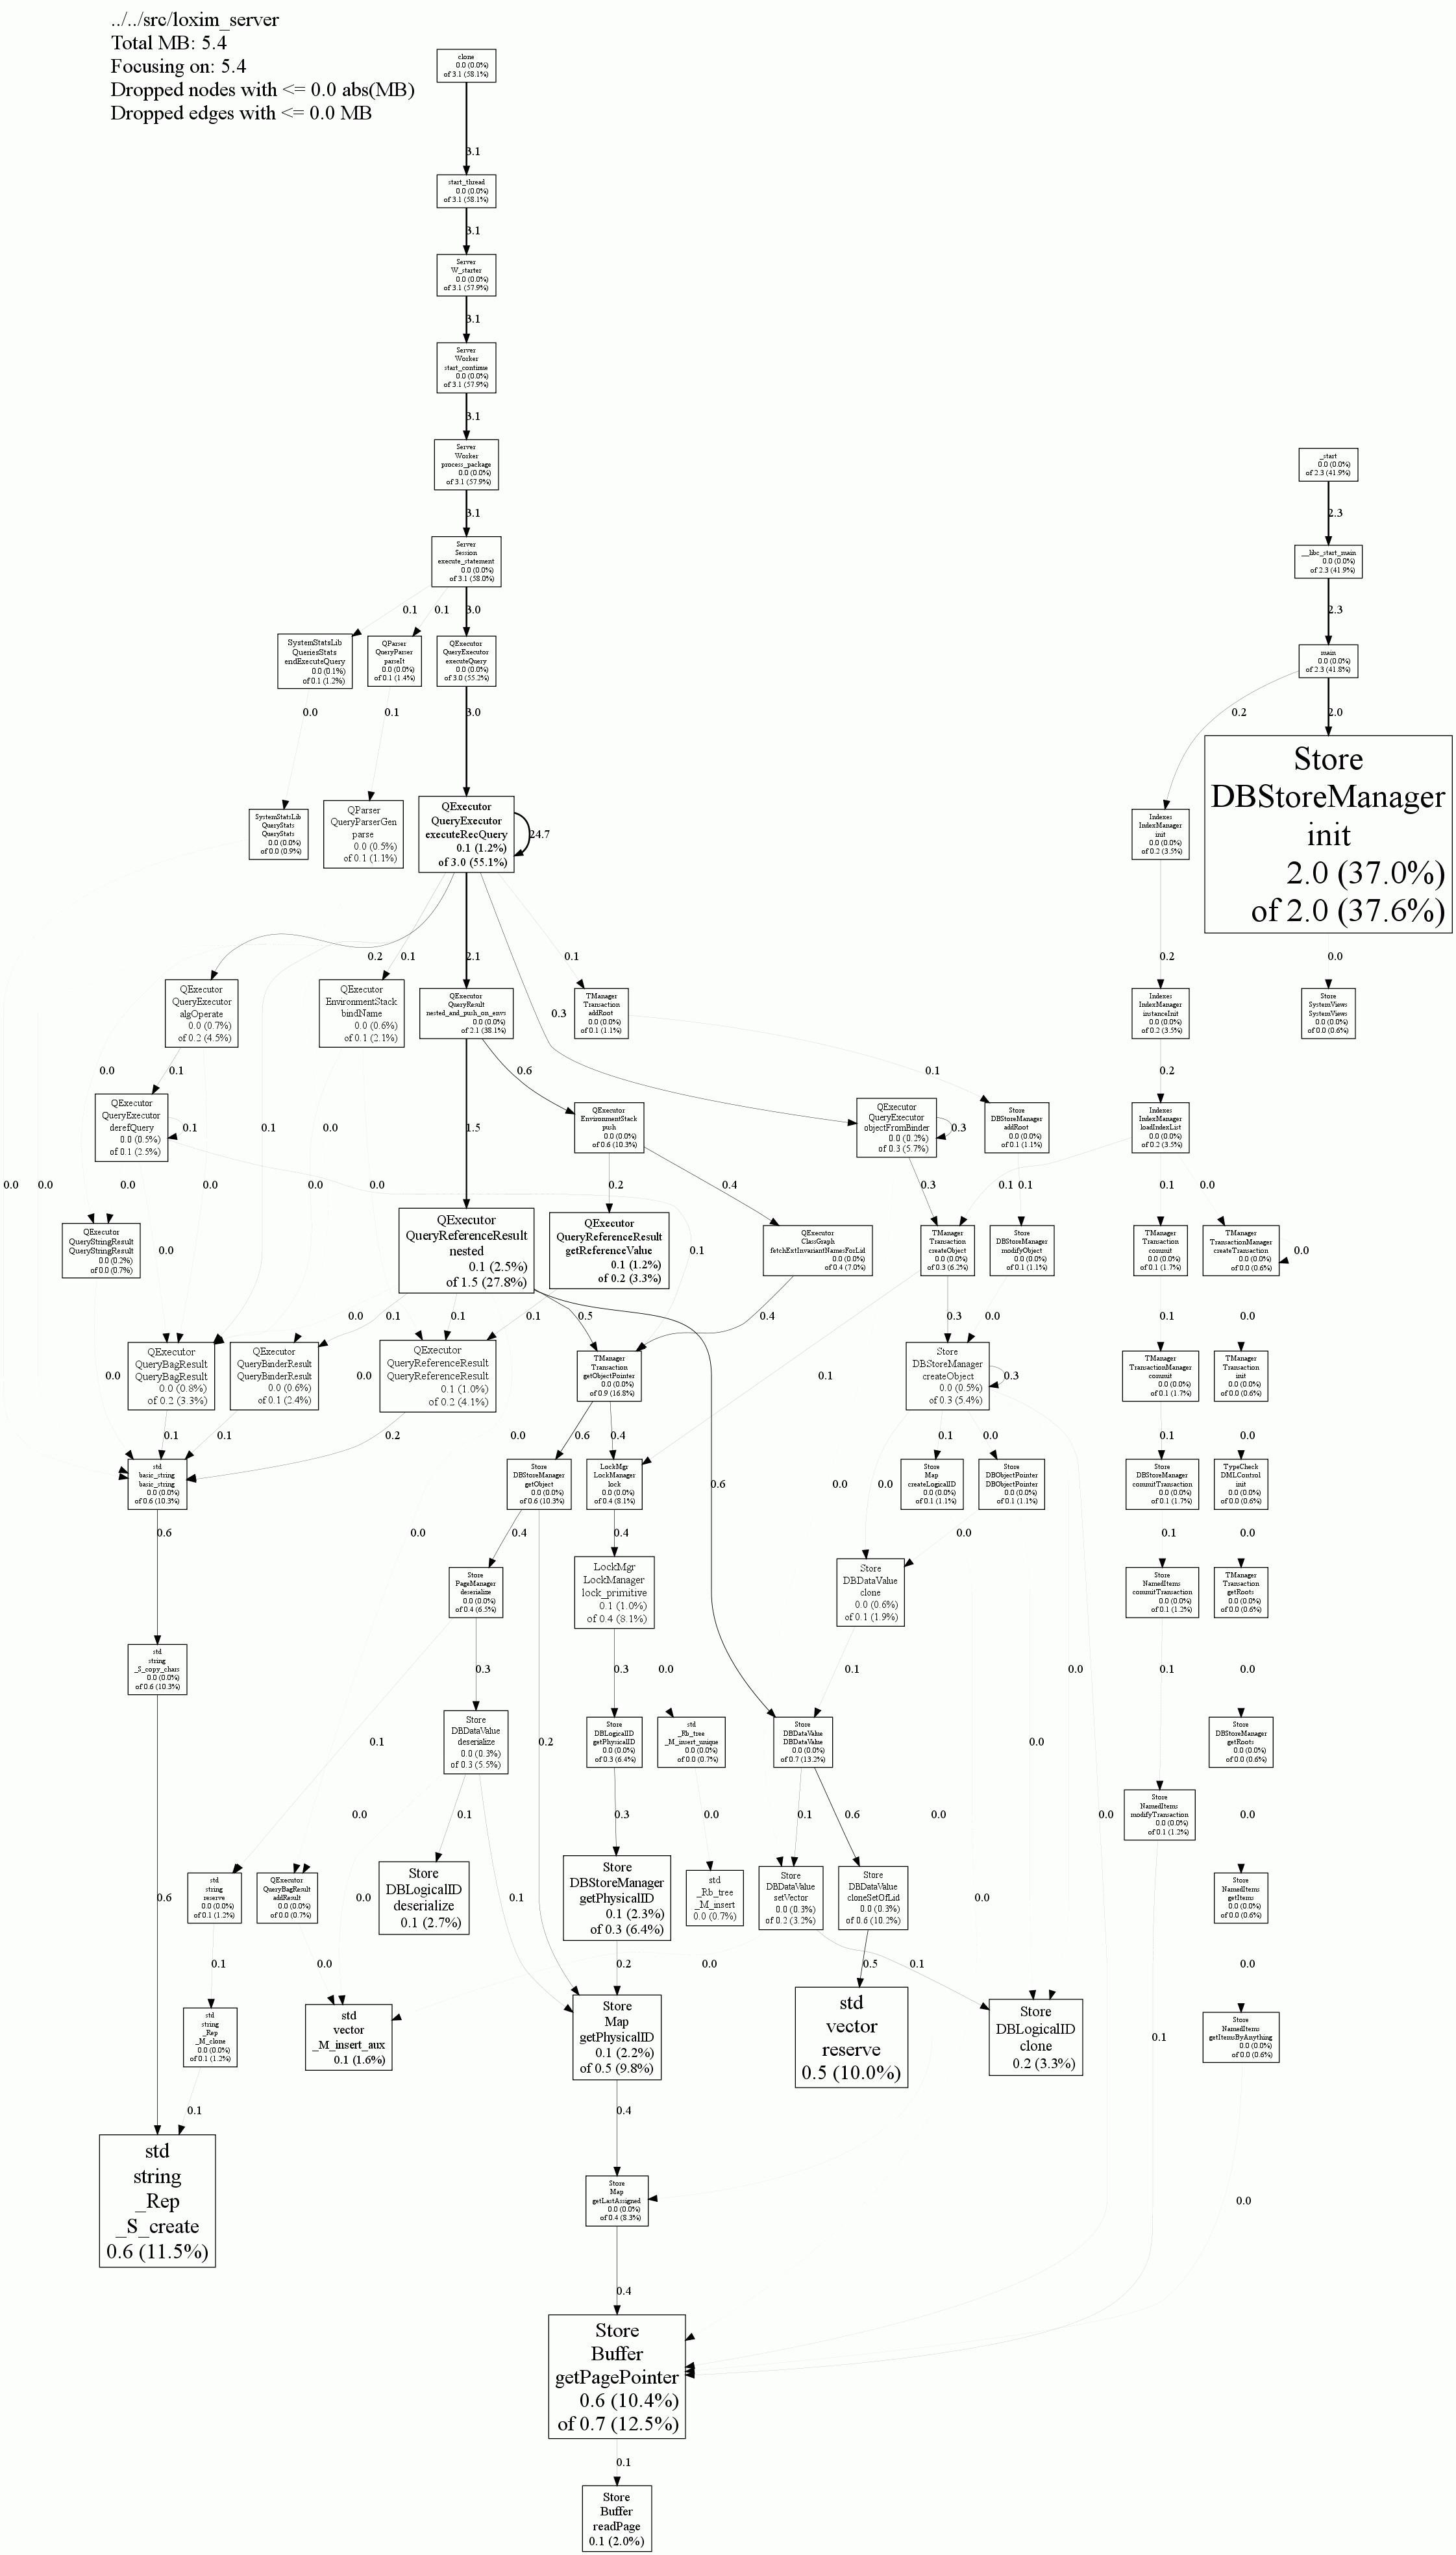 ../../src/loxim_server
Total MB: 5.4
Focusing on: 5.4
Dropped nodes with <= 0.0 abs(MB)
Dropped edges with <= 0.0 MB
clone
0.0 (0.0%)
of 3.1 (58.1%)
3.1
start_thread
0.0 (0.0%)
of 3.1 (58.1%)
3.1
Server
W_starter
0.0 (0.0%)
of 3.1 (57.9%)
3.1
Server
Worker
start_continue
0.0 (0.0%)
of 3.1 (57.9%)
3.1
Server
Worker
process_package
0.0 (0.0%)
of 3.1 (57.9%)
3.1
Server
Session
execute_statement
0.0 (0.0%)
of 3.1 (58.0%)
_start
0.0 (0.0%)
of 2.3 (41.9%)
2.3
__libc_start_main
0.0 (0.0%)
of 2.3 (41.9%)
2.3
main
0.0 (0.0%)
of 2.3 (41.8%)
0.1
0.1
3.0
SystemStatsLib
QueriesStats
endExecuteQuery
0.0 (0.1%)
of 0.1 (1.2%)
QParser
QueryParser
parseIt
0.0 (0.0%)
of 0.1 (1.4%)
QExecutor
QueryExecutor
executeQuery
0.0 (0.0%)
of 3.0 (55.2%)
0.0
0.1
3.0
0.2
2.0
SystemStatsLib
QueryStats
QueryStats
0.0 (0.0%)
of 0.0 (0.9%)
QParser
QueryParserGen
parse
0.0 (0.5%)
of 0.1 (1.1%)
QExecutor
QueryExecutor
executeRecQuery
0.1 (1.2%)
of 3.0 (55.1%)
24.7
Indexes
IndexManager
init
0.0 (0.0%)
of 0.2 (3.5%)
Store
DBStoreManager
init
2.0 (37.0%)
of 2.0 (37.6%)
0.2
0.1
2.1
0.1
0.2
0.0
QExecutor
QueryExecutor
algOperate
0.0 (0.7%)
of 0.2 (4.5%)
QExecutor
EnvironmentStack
bindName
0.0 (0.6%)
of 0.1 (2.1%)
QExecutor
QueryResult
nested_and_push_on_envs
0.0 (0.0%)
of 2.1 (38.1%)
0.3
TManager
Transaction
addRoot
0.0 (0.0%)
of 0.1 (1.1%)
Indexes
IndexManager
instanceInit
0.0 (0.0%)
of 0.2 (3.5%)
Store
SystemViews
SystemViews
0.0 (0.0%)
of 0.0 (0.6%)
0.0
0.1
0.6
0.1
0.2
QExecutor
QueryExecutor
derefQuery
0.0 (0.5%)
of 0.1 (2.5%)
0.1
0.1
0.0
1.5
QExecutor
EnvironmentStack
push
0.0 (0.0%)
of 0.6 (10.3%)
QExecutor
QueryExecutor
objectFromBinder
0.0 (0.2%)
of 0.3 (5.7%)
0.3
Store
DBStoreManager
addRoot
0.0 (0.0%)
of 0.1 (1.1%)
Indexes
IndexManager
loadIndexList
0.0 (0.0%)
of 0.2 (3.5%)
0.0
0.0
0.0
0.0
0.0
0.0
0.2
0.4
0.3
0.1
0.1
0.1
0.0
QExecutor
QueryStringResult
QueryStringResult
0.0 (0.2%)
of 0.0 (0.7%)
0.0
QExecutor
QueryReferenceResult
nested
0.1 (2.5%)
of 1.5 (27.8%)
QExecutor
QueryReferenceResult
getReferenceValue
0.1 (1.2%)
of 0.2 (3.3%)
0.1
QExecutor
ClassGraph
fetchExtInvariantNamesForLid
0.0 (0.0%)
of 0.4 (7.0%)
TManager
Transaction
createObject
0.0 (0.0%)
of 0.3 (6.2%)
Store
DBStoreManager
modifyObject
0.0 (0.0%)
of 0.1 (1.1%)
TManager
Transaction
commit
0.0 (0.0%)
of 0.1 (1.7%)
TManager
TransactionManager
createTransaction
0.0 (0.0%)
of 0.0 (0.6%)
0.0
0.0
0.1
0.1
0.1
0.5
0.4
0.3
0.0
0.1
0.0
0.0
QExecutor
QueryBagResult
QueryBagResult
0.0 (0.8%)
of 0.2 (3.3%)
QExecutor
QueryBinderResult
QueryBinderResult
0.0 (0.6%)
of 0.1 (2.4%)
0.0
QExecutor
QueryReferenceResult
QueryReferenceResult
0.1 (1.0%)
of 0.2 (4.1%)
TManager
Transaction
getObjectPointer
0.0 (0.0%)
of 0.9 (16.8%)
0.1
Store
DBStoreManager
createObject
0.0 (0.5%)
of 0.3 (5.4%)
0.3
TManager
TransactionManager
commit
0.0 (0.0%)
of 0.1 (1.7%)
TManager
Transaction
init
0.0 (0.0%)
of 0.0 (0.6%)
0.1
0.1
0.2
0.0
0.6
0.4
0.1
0.0
0.1
0.0
std
basic_string
basic_string
0.0 (0.0%)
of 0.6 (10.3%)
Store
DBStoreManager
getObject
0.0 (0.0%)
of 0.6 (10.3%)
LockMgr
LockManager
lock
0.0 (0.0%)
of 0.4 (8.1%)
0.6
0.0
0.0
Store
Map
createLogicalID
0.0 (0.0%)
of 0.1 (1.1%)
Store
DBObjectPointer
DBObjectPointer
0.0 (0.0%)
of 0.1 (1.1%)
Store
DBStoreManager
commitTransaction
0.0 (0.0%)
of 0.1 (1.7%)
TypeCheck
DMLControl
init
0.0 (0.0%)
of 0.0 (0.6%)
0.6
0.0
0.4
0.4
0.0
0.1
0.0
Store
PageManager
deserialize
0.0 (0.0%)
of 0.4 (6.5%)
LockMgr
LockManager
lock_primitive
0.1 (1.0%)
of 0.4 (8.1%)
Store
DBDataValue
clone
0.0 (0.6%)
of 0.1 (1.9%)
Store
NamedItems
commitTransaction
0.0 (0.0%)
of 0.1 (1.2%)
TManager
Transaction
getRoots
0.0 (0.0%)
of 0.0 (0.6%)
std
string
_S_copy_chars
0.0 (0.0%)
of 0.6 (10.3%)
0.3
0.3
0.0
0.1
0.0
0.1
0.0
0.1
Store
DBDataValue
deserialize
0.0 (0.3%)
of 0.3 (5.5%)
0.2
Store
DBLogicalID
getPhysicalID
0.0 (0.0%)
of 0.3 (6.4%)
std
_Rb_tree
_M_insert_unique
0.0 (0.0%)
of 0.0 (0.7%)
Store
DBDataValue
DBDataValue
0.0 (0.0%)
of 0.7 (13.2%)
0.0
Store
DBStoreManager
getRoots
0.0 (0.0%)
of 0.0 (0.6%)
0.0
0.1
0.3
0.0
0.1
0.6
0.0
0.0
Store
NamedItems
modifyTransaction
0.0 (0.0%)
of 0.1 (1.2%)
0.0
0.6
std
string
reserve
0.0 (0.0%)
of 0.1 (1.2%)
QExecutor
QueryBagResult
addResult
0.0 (0.0%)
of 0.0 (0.7%)
0.0
Store
DBLogicalID
deserialize
0.1 (2.7%)
0.1
Store
DBStoreManager
getPhysicalID
0.1 (2.3%)
of 0.3 (6.4%)
std
_Rb_tree
_M_insert
0.0 (0.7%)
Store
DBDataValue
setVector
0.0 (0.3%)
of 0.2 (3.2%)
Store
DBDataValue
cloneSetOfLid
0.0 (0.3%)
of 0.6 (10.2%)
0.0
Store
NamedItems
getItems
0.0 (0.0%)
of 0.0 (0.6%)
0.1
0.0
0.2
0.0
0.5
0.1
0.0
std
string
_Rep
_M_clone
0.0 (0.0%)
of 0.1 (1.2%)
std
vector
_M_insert_aux
0.1 (1.6%)
Store
Map
getPhysicalID
0.1 (2.2%)
of 0.5 (9.8%)
std
vector
reserve
0.5 (10.0%)
Store
DBLogicalID
clone
0.2 (3.3%)
0.1
Store
NamedItems
getItemsByAnything
0.0 (0.0%)
of 0.0 (0.6%)
0.1
0.4
std
string
_Rep
_S_create
0.6 (11.5%)
Store
Map
getLastAssigned
0.0 (0.0%)
of 0.4 (8.3%)
0.0
0.4
Store
Buffer
getPagePointer
0.6 (10.4%)
of 0.7 (12.5%)
0.1
Store
Buffer
readPage
0.1 (2.0%)